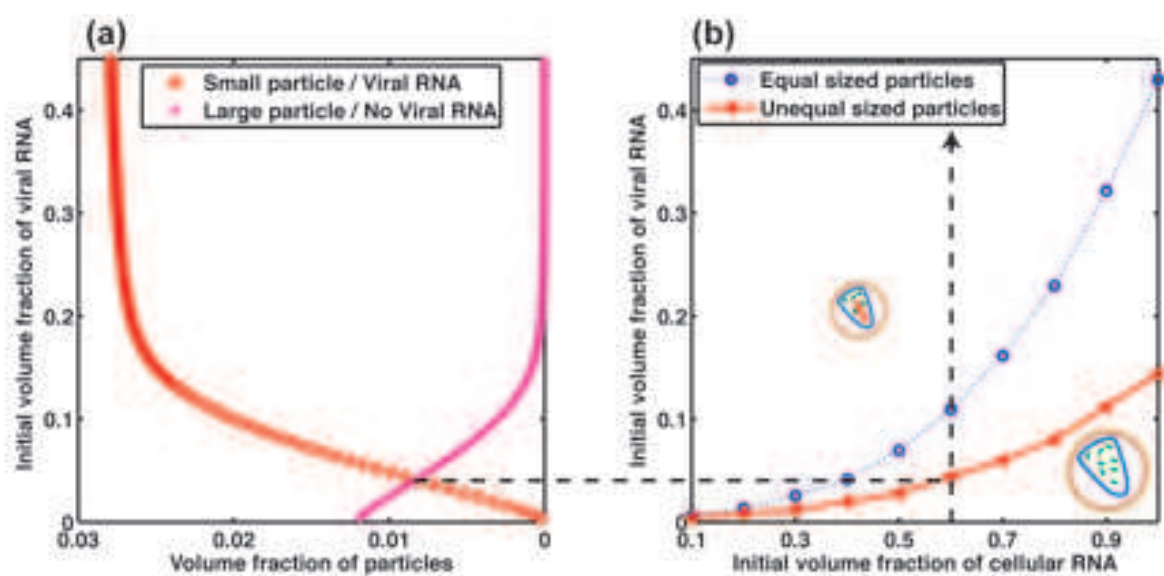 (a)
(b)
Small particle / Viral RNA
Large particle / No Viral RNA
Equal sized particles
Unequal sized particles
Initial volume fraction of viral RNA
0.4
0.3
0.2
0.1
0
0.03
0.02
0.01
0
Volume fraction of particles
Initial volume fraction of viral RNA
0.4
0.3
0.2
0.1
0
0.1
0.3
0.5
0.7
0.9
Initial volume fraction of cellular RNA